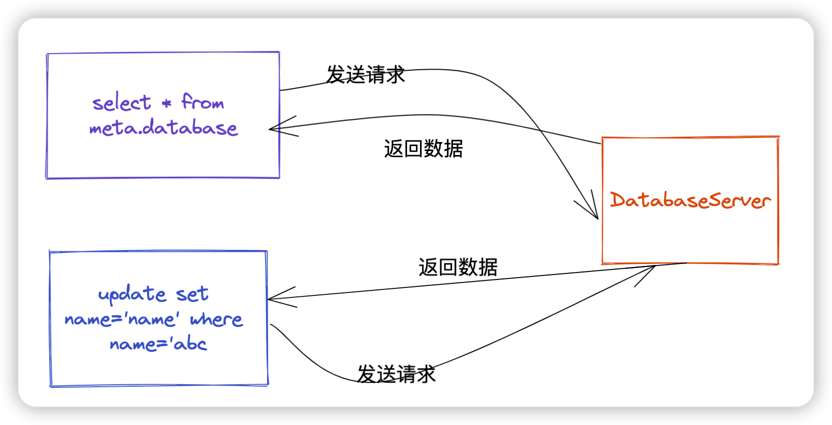 发送请求
select * from
meta.database
返回数据
DatabaseServer
返回数据
update set
name='name' where
name='abc
发送请求